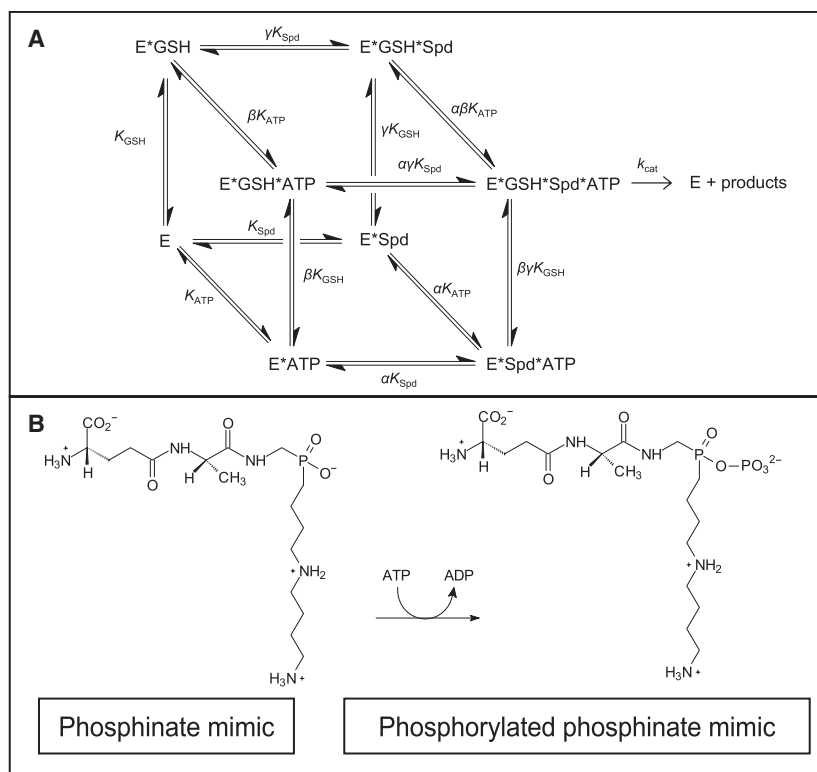 A
E*GSH γK_Spd E*GSH*Spd
K_GSH βK_ATP γK_GSH αβK_ATP
E*GSH*ATP αγK_Spd E*GSH*Spd*ATP k_cat E + products
E K_Spd E*Spd
K_ATP βK_GSH αK_ATP βγK_GSH
E*ATP αK_Spd E*Spd*ATP
B
CO₂⁻ O O
H₃N⁺ H NH NH P O⁻
O H CH₃
⁺NH₂
H₃N⁺
ATP ADP
CO₂⁻ O O
H₃N⁺ H NH NH P O–PO₃²⁻
O H CH₃
⁺NH₂
H₃N⁺
Phosphinate mimic
Phosphorylated phosphinate mimic